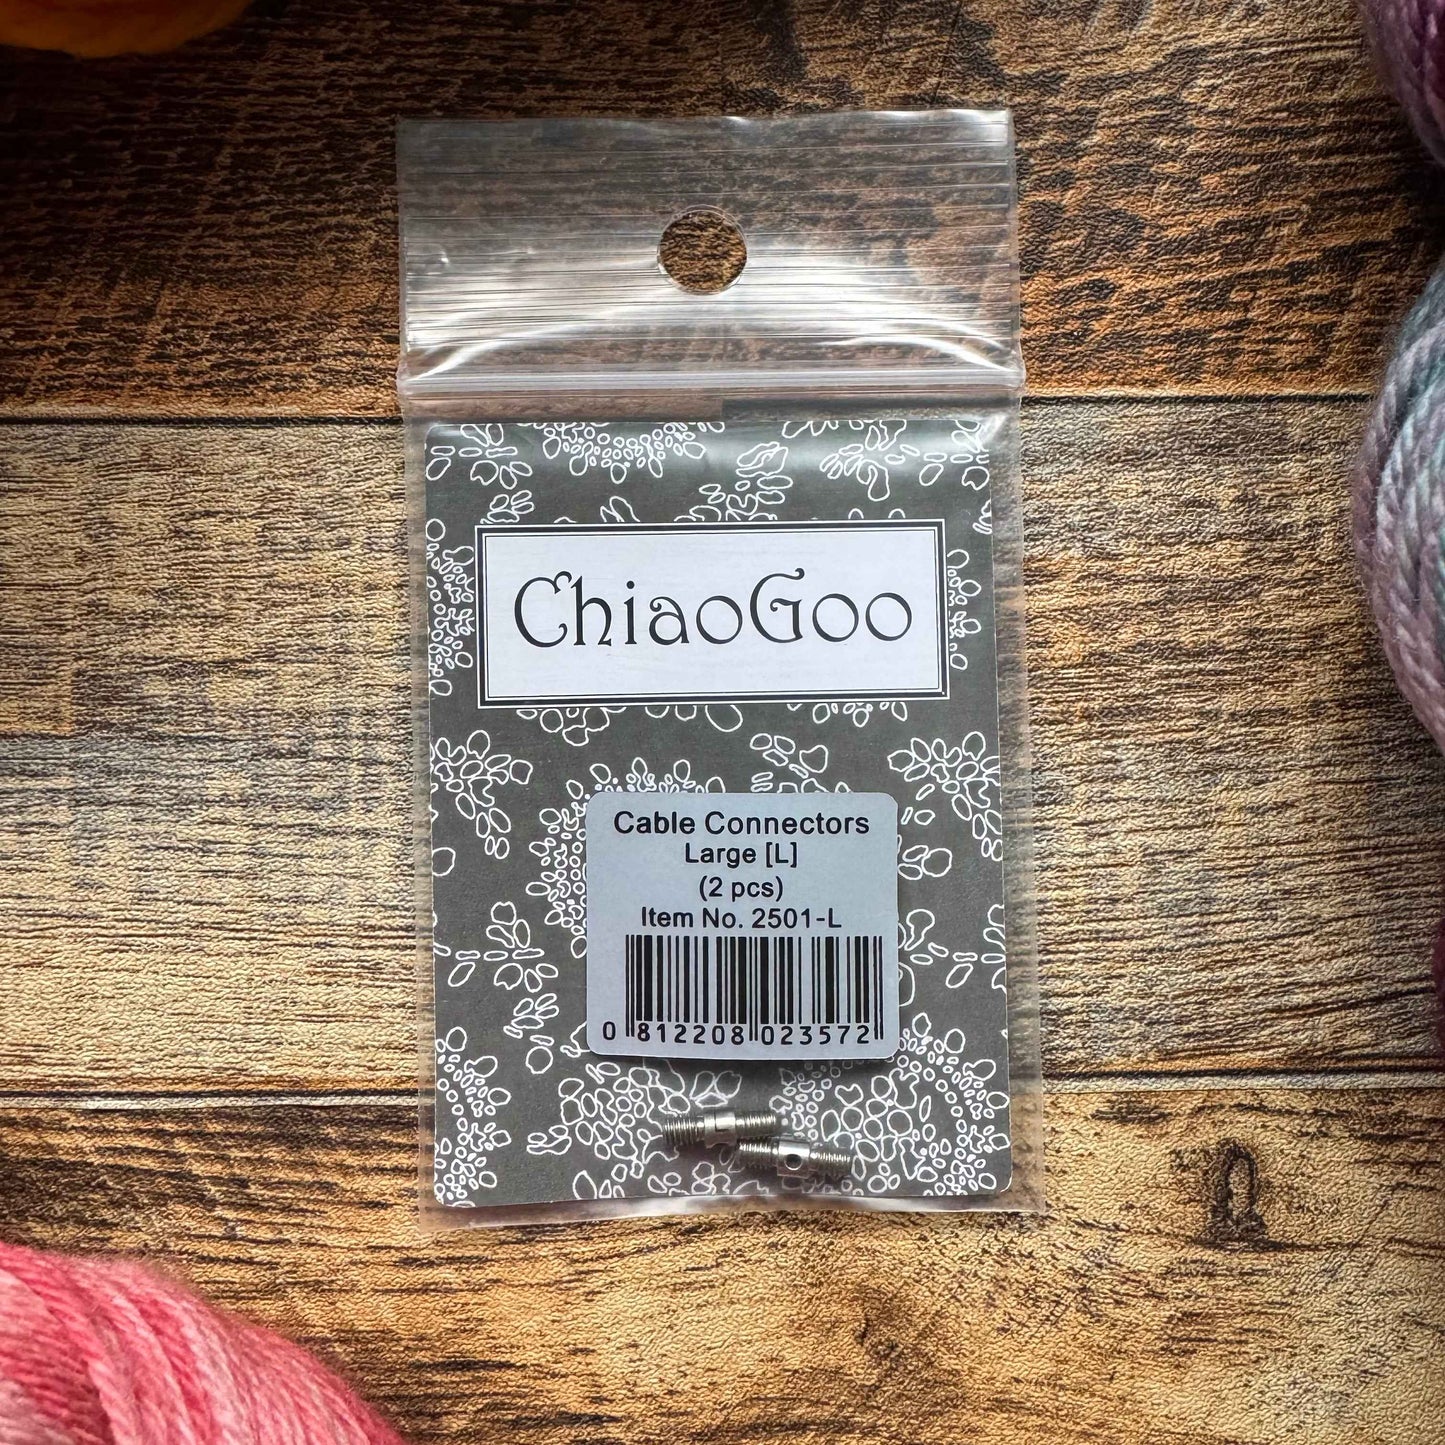 ChiaoGoo
Cable Connectors
Large [L]
(2 pcs)
Item No. 2501-L
0 812208 023572